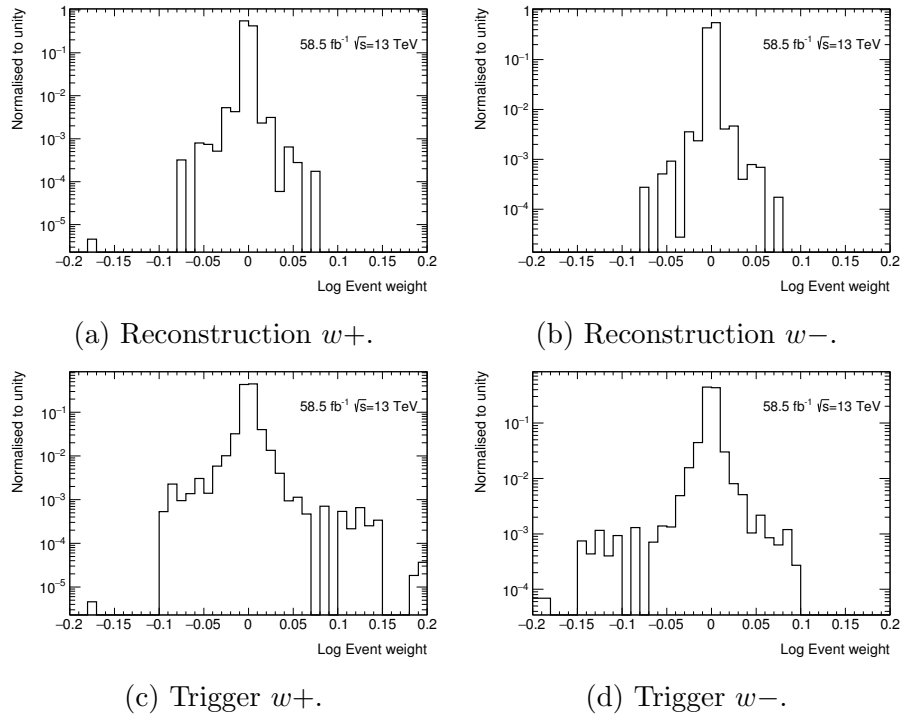 Normalised to unity
1
10⁻¹
10⁻²
10⁻³
10⁻⁴
10⁻⁵
58.5 fb⁻¹ √s=13 TeV
−0.2 −0.15 −0.1 −0.05 0 0.05 0.1 0.15 0.2
Log Event weight
(a) Reconstruction w+.
Normalised to unity
1
10⁻¹
10⁻²
10⁻³
10⁻⁴
58.5 fb⁻¹ √s=13 TeV
−0.2 −0.15 −0.1 −0.05 0 0.05 0.1 0.15 0.2
Log Event weight
(b) Reconstruction w−.
Normalised to unity
10⁻¹
10⁻²
10⁻³
10⁻⁴
10⁻⁵
58.5 fb⁻¹ √s=13 TeV
−0.2 −0.15 −0.1 −0.05 0 0.05 0.1 0.15 0.2
Log Event weight
(c) Trigger w+.
Normalised to unity
10⁻¹
10⁻²
10⁻³
10⁻⁴
58.5 fb⁻¹ √s=13 TeV
−0.2 −0.15 −0.1 −0.05 0 0.05 0.1 0.15 0.2
Log Event weight
(d) Trigger w−.